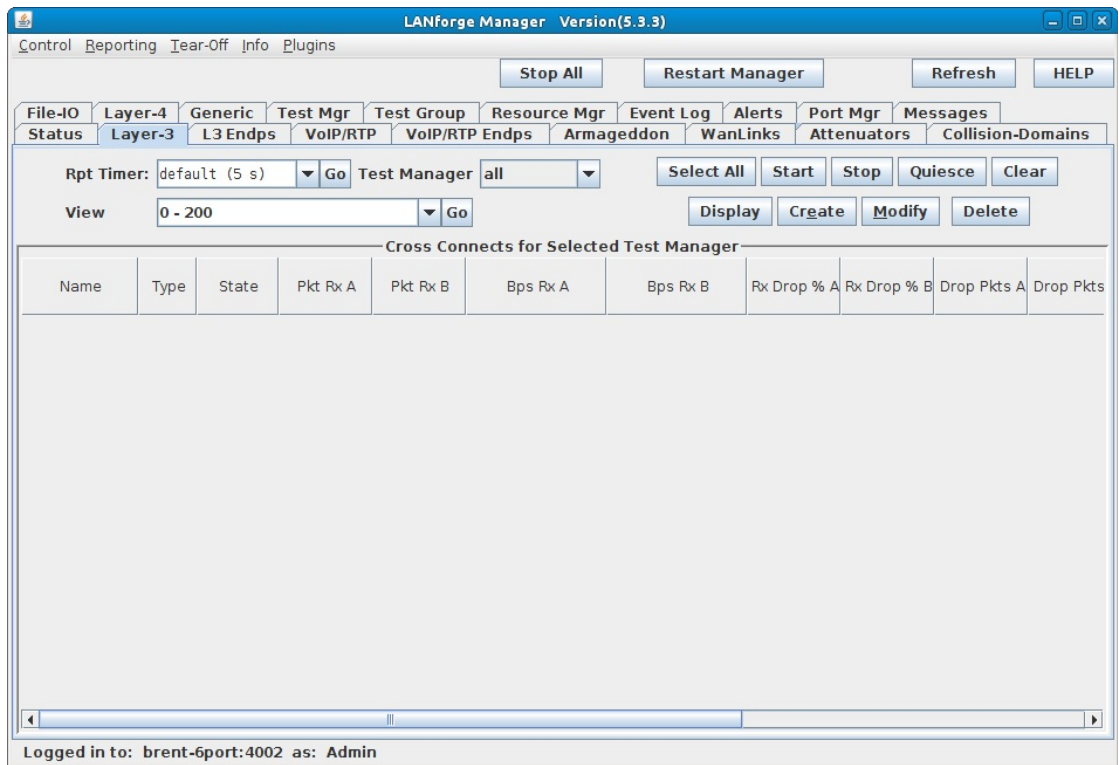 LANforge Manager Version(5.3.3)
Control Reporting Tear-Off Info Plugins
Stop All Restart Manager Refresh HELP
File-IO Layer-4 Generic Test Mgr Test Group Resource Mgr Event Log Alerts Port Mgr Messages
Status Layer-3 L3 Endps VoIP/RTP VoIP/RTP Endps Armageddon WanLinks Attenuators Collision-Domains
Rpt Timer: default (5 s) Go Test Manager all Select All Start Stop Quiesce Clear
View 0 - 200 Go Display Create Modify Delete
Cross Connects for Selected Test Manager
Name Type State Pkt Rx A Pkt Rx B Bps Rx A Bps Rx B Rx Drop % A Rx Drop % B Drop Pkts A Drop Pkts
Logged in to: brent-6port:4002 as: Admin